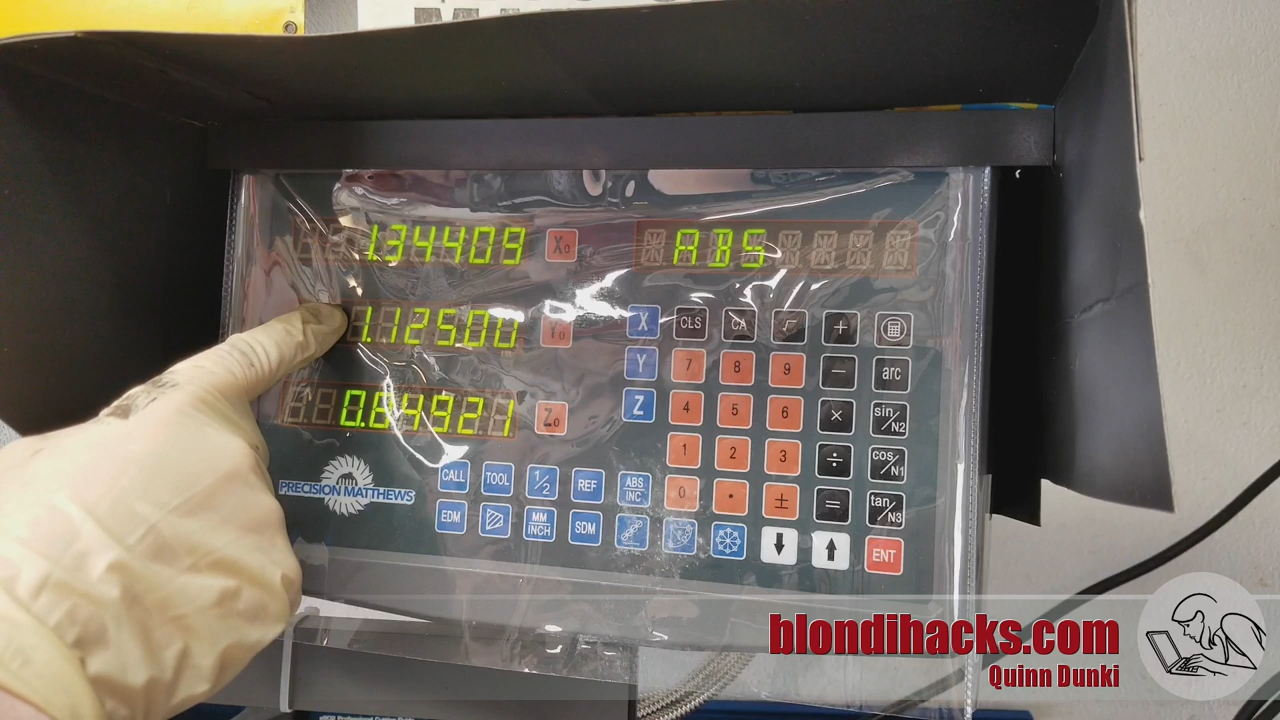 1.34409 X0 ABS
1.12500 Y0
0.84921 Z0
X CLS CA √ +
Y 7 8 9 − arc
Z 4 5 6 × sin/N2
1 2 3 ÷ cos/N1
CALL TOOL 1/2 REF ABS INC 0 • ± = tan/N3
EDM MM INCH SDM ENT
PRECISION MATTHEWS
blondihacks.com
Quinn Dunki